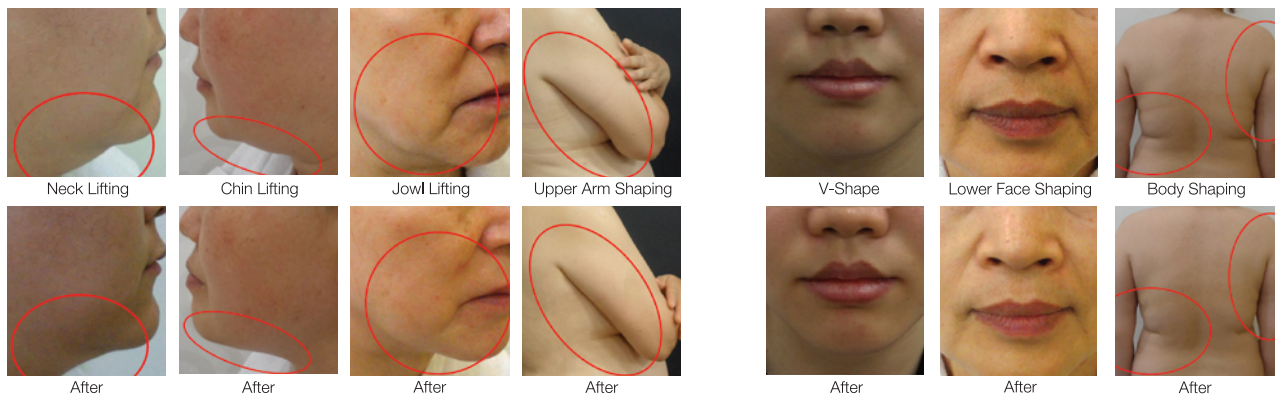 Neck Lifting
Chin Lifting
Jowl Lifting
Upper Arm Shaping
V-Shape
Lower Face Shaping
Body Shaping
After
After
After
After
After
After
After